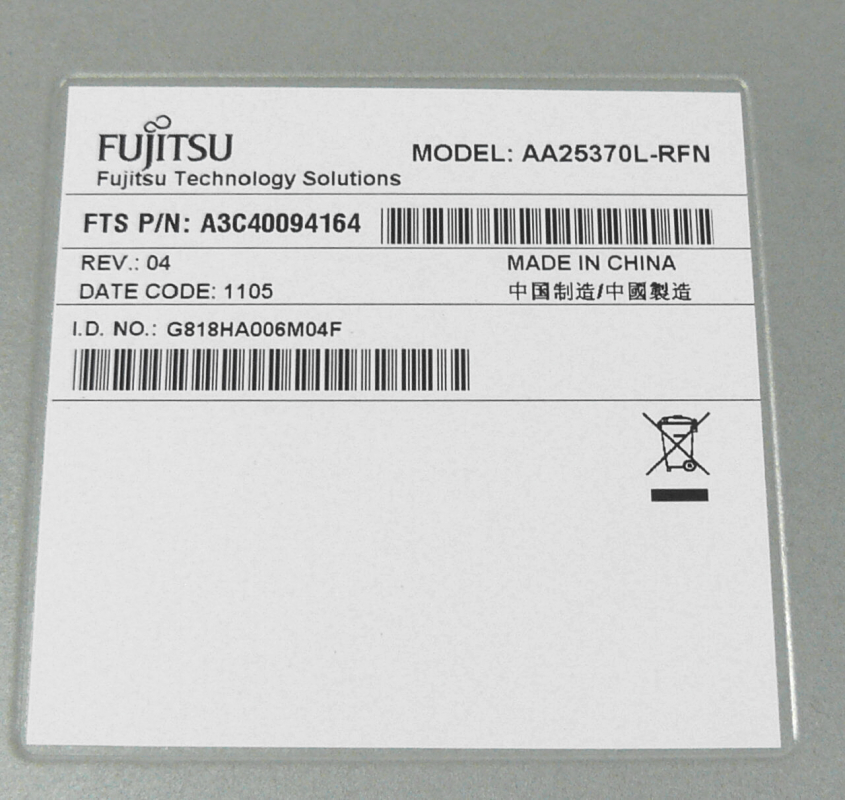 FUJITSU
Fujitsu Technology Solutions
MODEL: AA25370L-RFN
FTS P/N: A3C40094164
REV.: 04
MADE IN CHINA
DATE CODE: 1105
中国制造/中國製造
I.D. NO.: G818HA006M04F